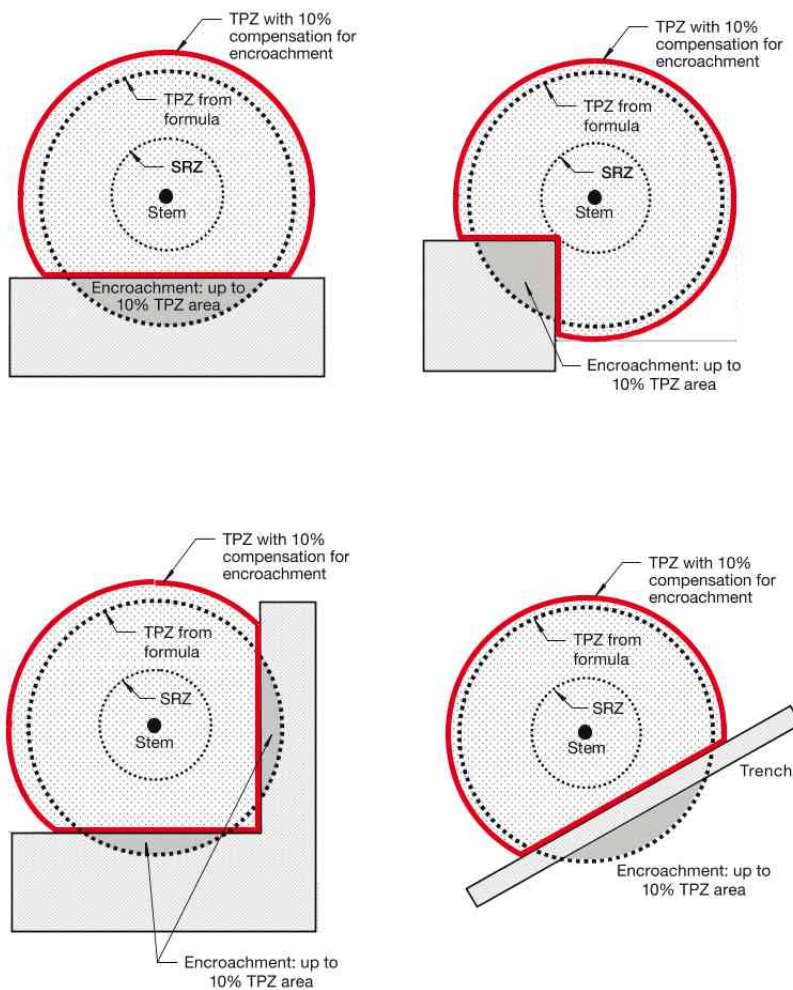 TPZ with 10%
compensation for
encroachment
TPZ from
formula
SRZ
Stem
Encroachment: up to
10% TPZ area
TPZ with 10%
compensation for
encroachment
TPZ from
formula
SRZ
Stem
Encroachment: up to
10% TPZ area
TPZ with 10%
compensation for
encroachment
TPZ from
formula
SRZ
Stem
Encroachment: up to
10% TPZ area
TPZ with 10%
compensation for
encroachment
TPZ from
formula
SRZ
Stem
Trench
Encroachment: up to
10% TPZ area